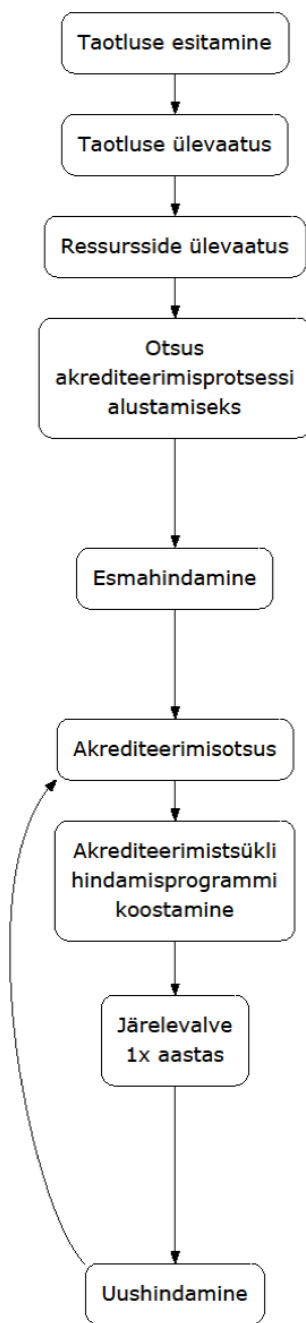 Taotluse esitamine
Taotluse ülevaatus
Ressursside ülevaatus
Otsus
akrediteerimisprotsessi
alustamiseks
Esmahindamine
Akrediteerimisotsus
Akrediteerimistsükli
hindamisprogrammi
koostamine
Järelevalve
1x aastas
Uushindamine